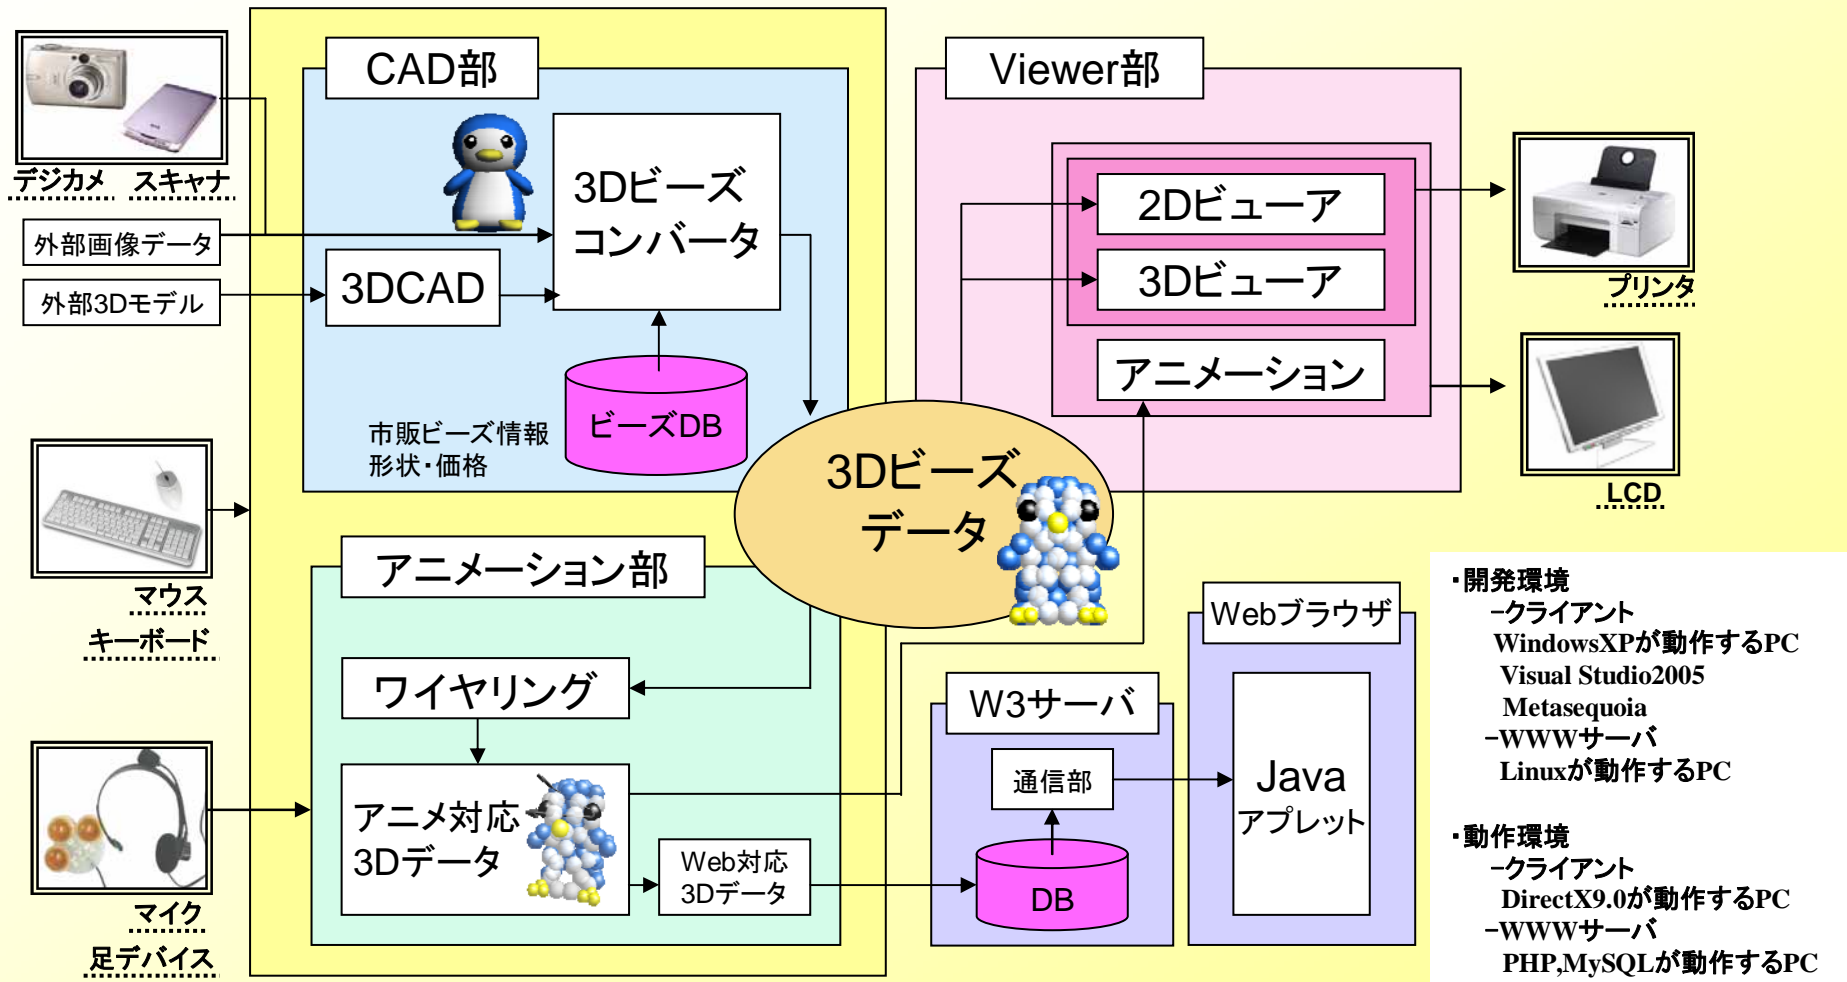 CAD部
Viewer部
デジカメ スキャナ
外部画像データ
外部3Dモデル
3DCAD
3Dビーズ
コンバータ
ビーズDB
市販ビーズ情報
形状・価格
2Dビューア
3Dビューア
アニメーション
プリンタ
LCD
3Dビーズ
データ
マウス
キーボード
アニメーション部
ワイヤリング
アニメ対応
3Dデータ
Web対応
3Dデータ
マイク
足デバイス
W3サーバ
通信部
DB
Webブラウザ
Java
アプレット
・開発環境
－クライアント
WindowsXPが動作するPC
Visual Studio2005
Metasequoia
－WWWサーバ
Linuxが動作するPC
・動作環境
－クライアント
DirectX9.0が動作するPC
－WWWサーバ
PHP,MySQLが動作するPC